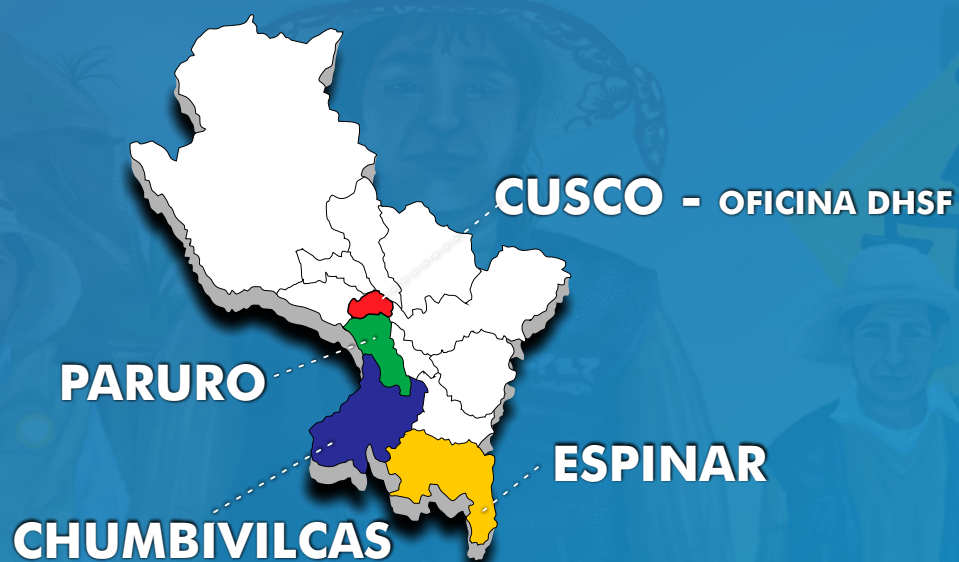 CUSCO - OFICINA DHSF
PARURO
ESPINAR
CHUMBIVILCAS